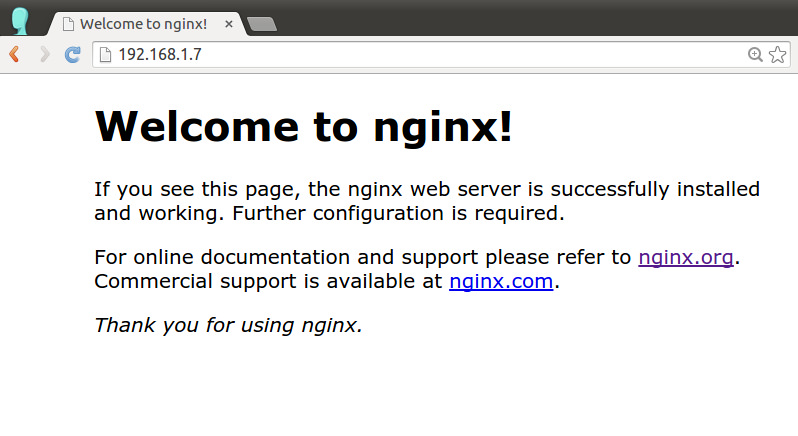 Welcome to nginx!
192.168.1.7
Welcome to nginx!
If you see this page, the nginx web server is successfully installed
and working. Further configuration is required.
For online documentation and support please refer to nginx.org.
Commercial support is available at nginx.com.
Thank you for using nginx.